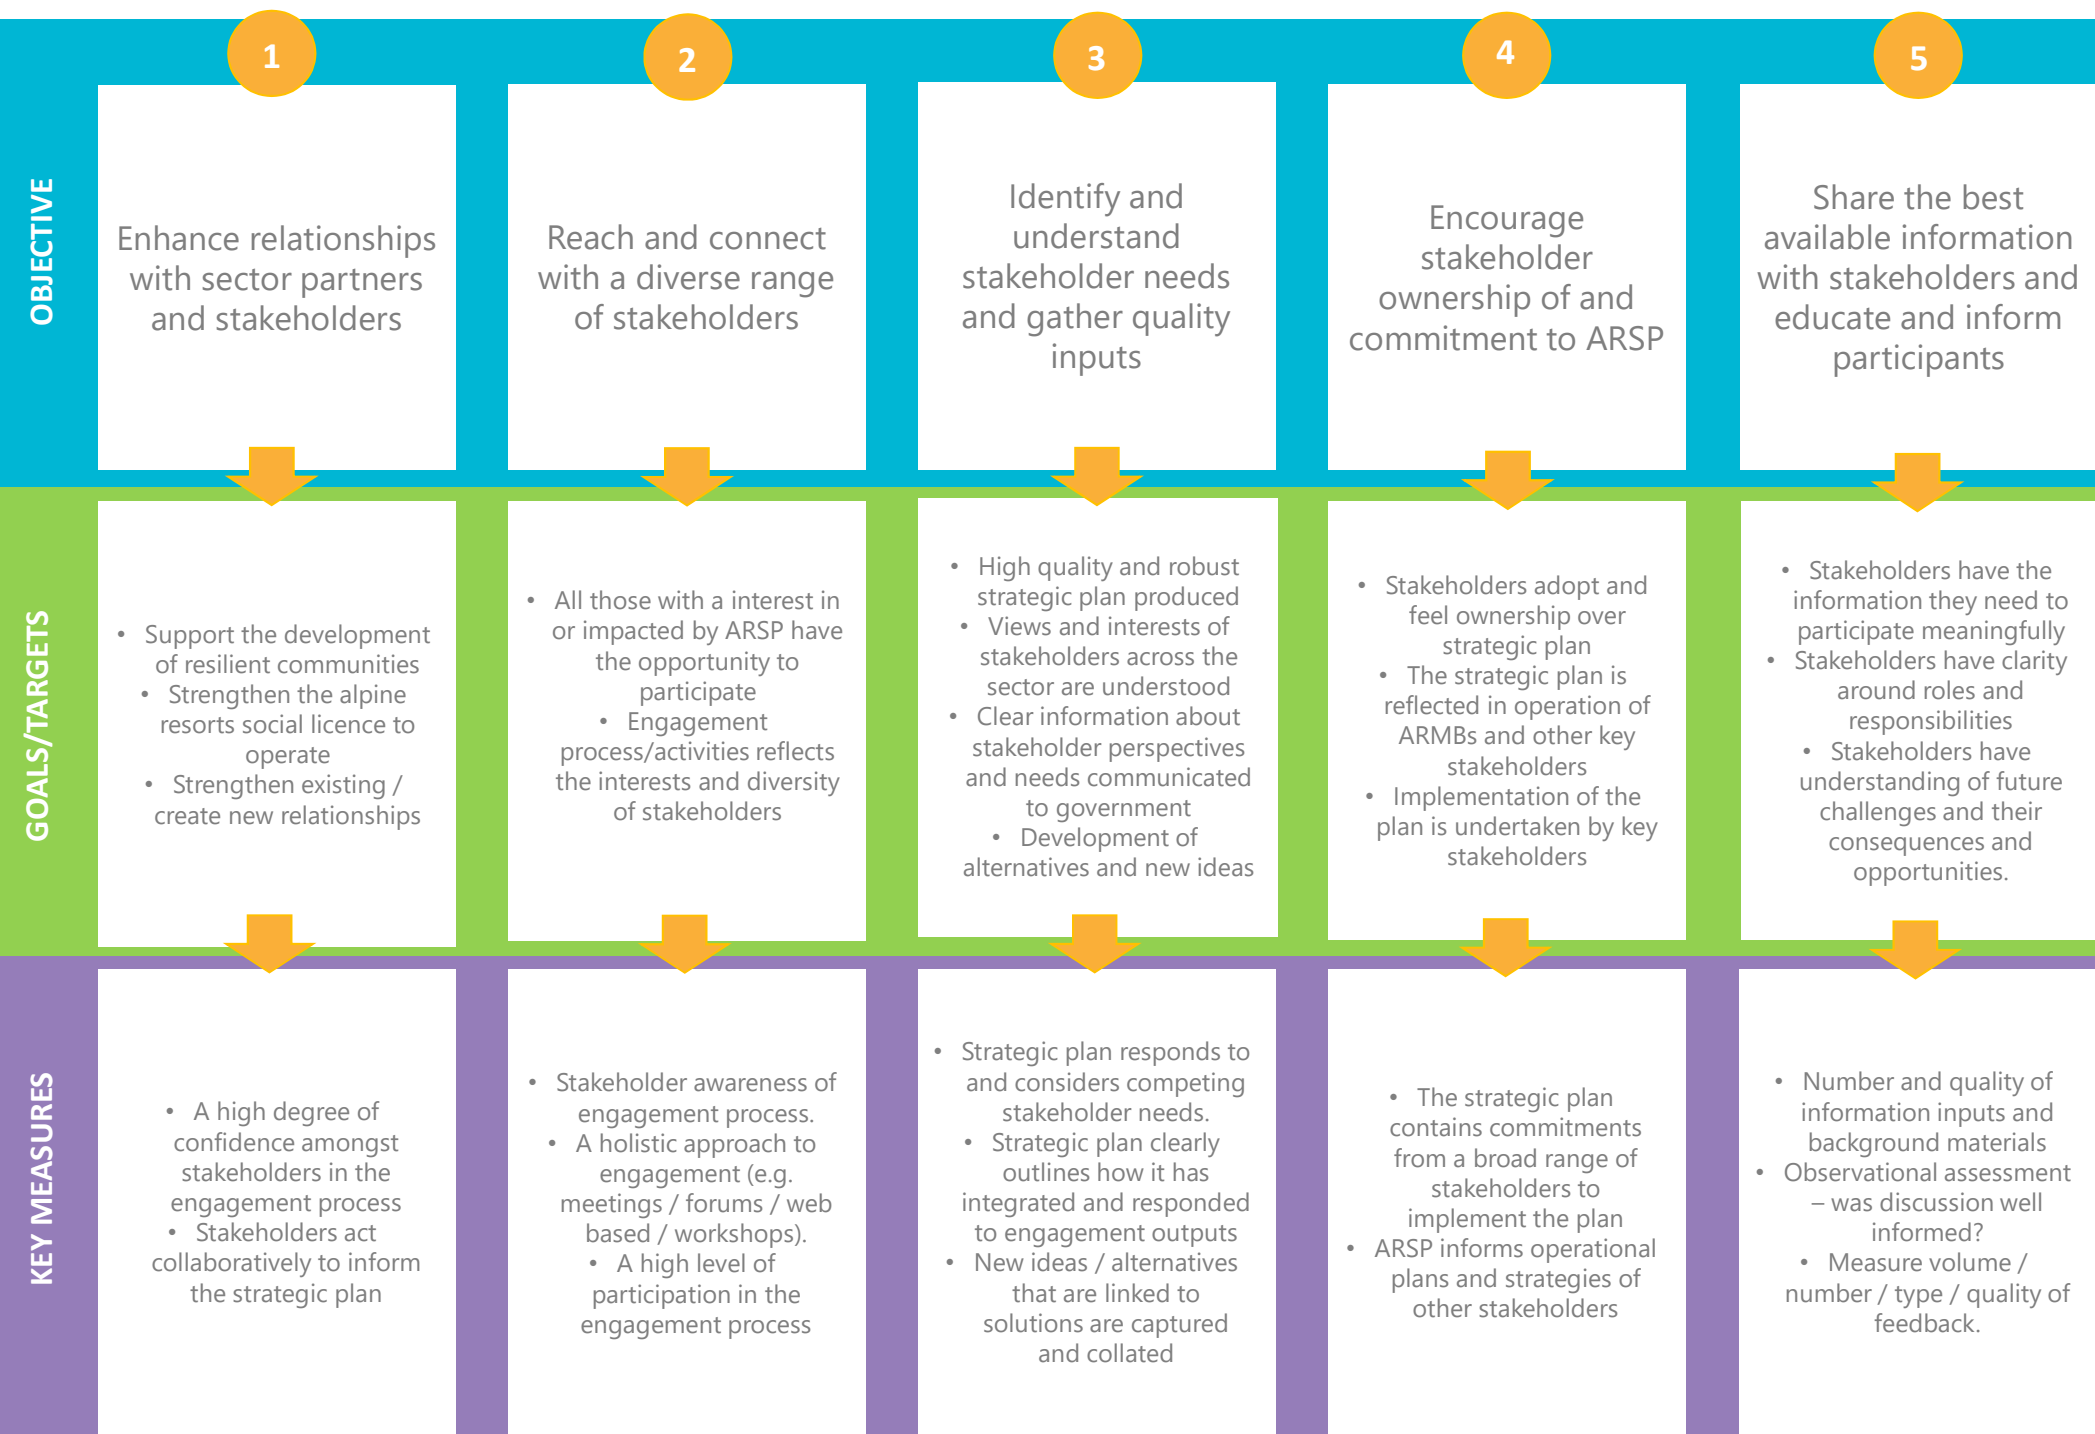 1
2
3
4
5
OBJECTIVE
Enhance relationships
with sector partners
and stakeholders
Reach and connect
with a diverse range
of stakeholders
Identify and
understand
stakeholder needs
and gather quality
inputs
Encourage
stakeholder
ownership of and
commitment to ARSP
Share the best
available information
with stakeholders and
educate and inform
participants
GOALS/TARGETS
• Support the development
of resilient communities
• Strengthen the alpine
resorts social licence to
operate
• Strengthen existing /
create new relationships
• All those with a interest in
or impacted by ARSP have
the opportunity to
participate
• Engagement
process/activities reflects
the interests and diversity
of stakeholders
• High quality and robust
strategic plan produced
• Views and interests of
stakeholders across the
sector are understood
• Clear information about
stakeholder perspectives
and needs communicated
to government
• Development of
alternatives and new ideas
• Stakeholders adopt and
feel ownership over
strategic plan
• The strategic plan is
reflected in operation of
ARMBs and other key
stakeholders
• Implementation of the
plan is undertaken by key
stakeholders
• Stakeholders have the
information they need to
participate meaningfully
• Stakeholders have clarity
around roles and
responsibilities
• Stakeholders have
understanding of future
challenges and their
consequences and
opportunities.
KEY MEASURES
• A high degree of
confidence amongst
stakeholders in the
engagement process
• Stakeholders act
collaboratively to inform
the strategic plan
• Stakeholder awareness of
engagement process.
• A holistic approach to
engagement (e.g.
meetings / forums / web
based / workshops).
• A high level of
participation in the
engagement process
• Strategic plan responds to
and considers competing
stakeholder needs.
• Strategic plan clearly
outlines how it has
integrated and responded
to engagement outputs
• New ideas / alternatives
that are linked to
solutions are captured
and collated
• The strategic plan
contains commitments
from a broad range of
stakeholders to
implement the plan
• ARSP informs operational
plans and strategies of
other stakeholders
• Number and quality of
information inputs and
background materials
• Observational assessment
– was discussion well
informed?
• Measure volume /
number / type / quality of
feedback.